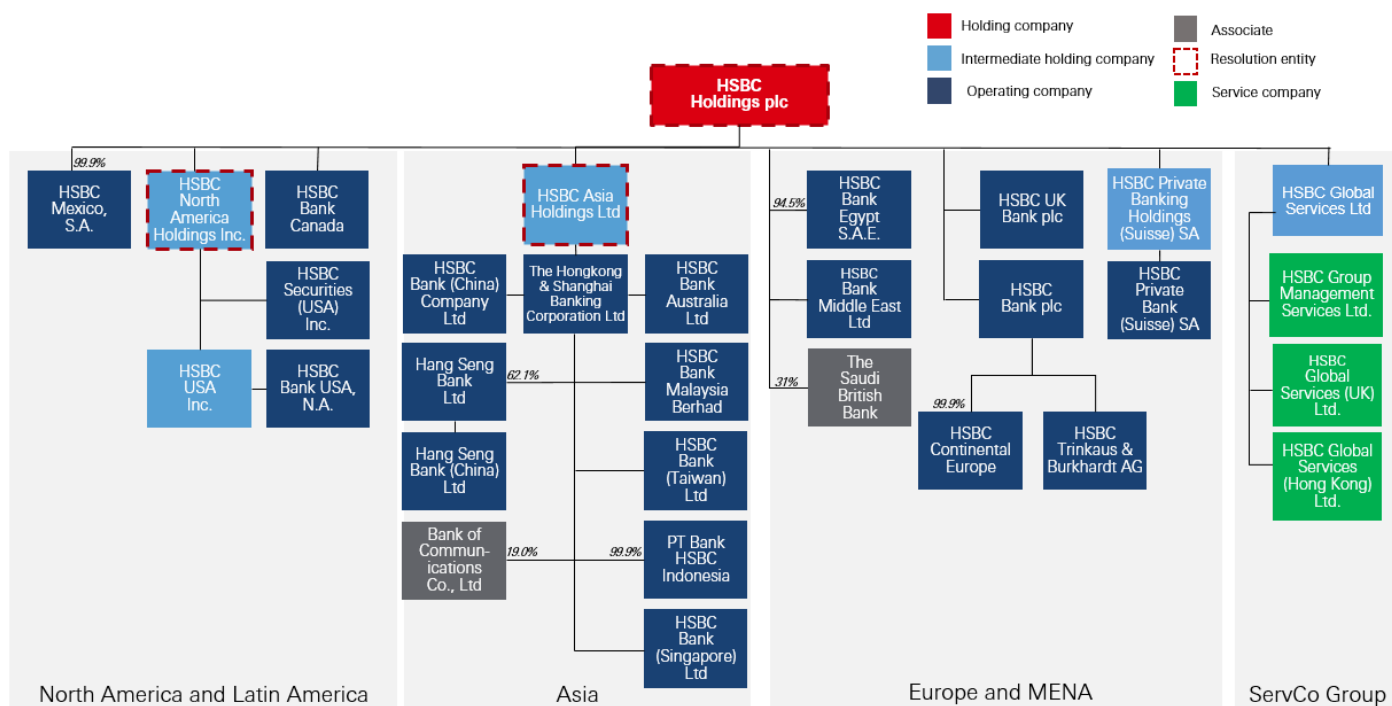 Holding company
Associate
Intermediate holding company
Resolution entity
Operating company
Service company
HSBC
Holdings plc
99.9%
HSBC
Mexico,
S.A.
HSBC
North
America
Holdings Inc.
HSBC
Bank
Canada
HSBC
Securities
(USA)
Inc.
HSBC
USA
Inc.
HSBC
Bank USA,
N.A.
North America and Latin America
HSBC Asia
Holdings Ltd
HSBC
Bank (China)
Company
Ltd
The Hongkong
& Shanghai
Banking
Corporation Ltd
HSBC
Bank
Australia
Ltd
Hang Seng
Bank
Ltd
62.1%
HSBC
Bank
Malaysia
Berhad
Hang Seng
Bank (China)
Ltd
HSBC
Bank
(Taiwan)
Ltd
Bank of
Commun-
ications
Co., Ltd
19.0%
99.9%
PT Bank
HSBC
Indonesia
HSBC
Bank
(Singapore)
Ltd
Asia
94.5%
HSBC
Bank
Egypt
S.A.E.
HSBC UK
Bank plc
HSBC Private
Banking
Holdings
(Suisse) SA
HSBC
Bank
Middle East
Ltd
HSBC
Bank plc
HSBC
Private
Bank
(Suisse) SA
31%
The
Saudi
British
Bank
99.9%
HSBC
Continental
Europe
HSBC
Trinkaus &
Burkhardt AG
Europe and MENA
HSBC Global
Services Ltd
HSBC Group
Management
Services Ltd.
HSBC
Global
Services (UK)
Ltd.
HSBC Global
Services
(Hong Kong)
Ltd.
ServCo Group